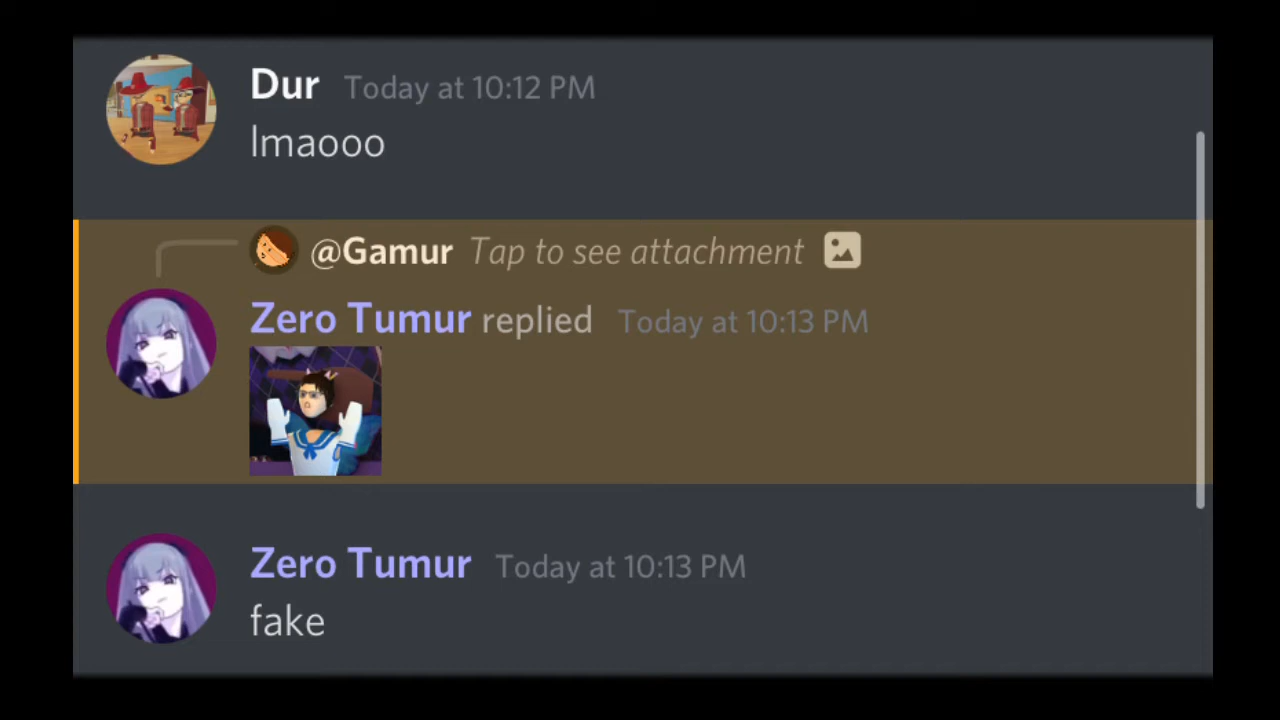 Dur Today at 10:12 PM
lmaooo
@Gamur Tap to see attachment
Zero Tumur replied Today at 10:13 PM
Zero Tumur Today at 10:13 PM
fake